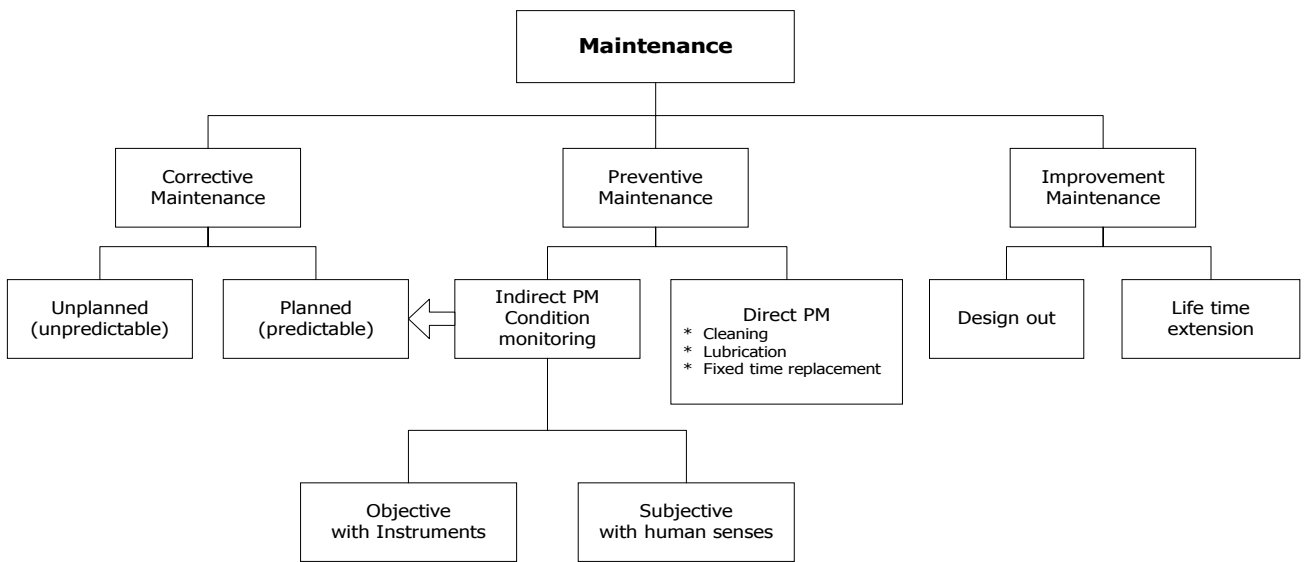 Maintenance
Corrective
Maintenance
Preventive
Maintenance
Improvement
Maintenance
Unplanned
(unpredictable)
Planned
(predictable)
Indirect PM
Condition
monitoring
Direct PM
* Cleaning
* Lubrication
* Fixed time replacement
Design out
Life time
extension
Objective
with Instruments
Subjective
with human senses